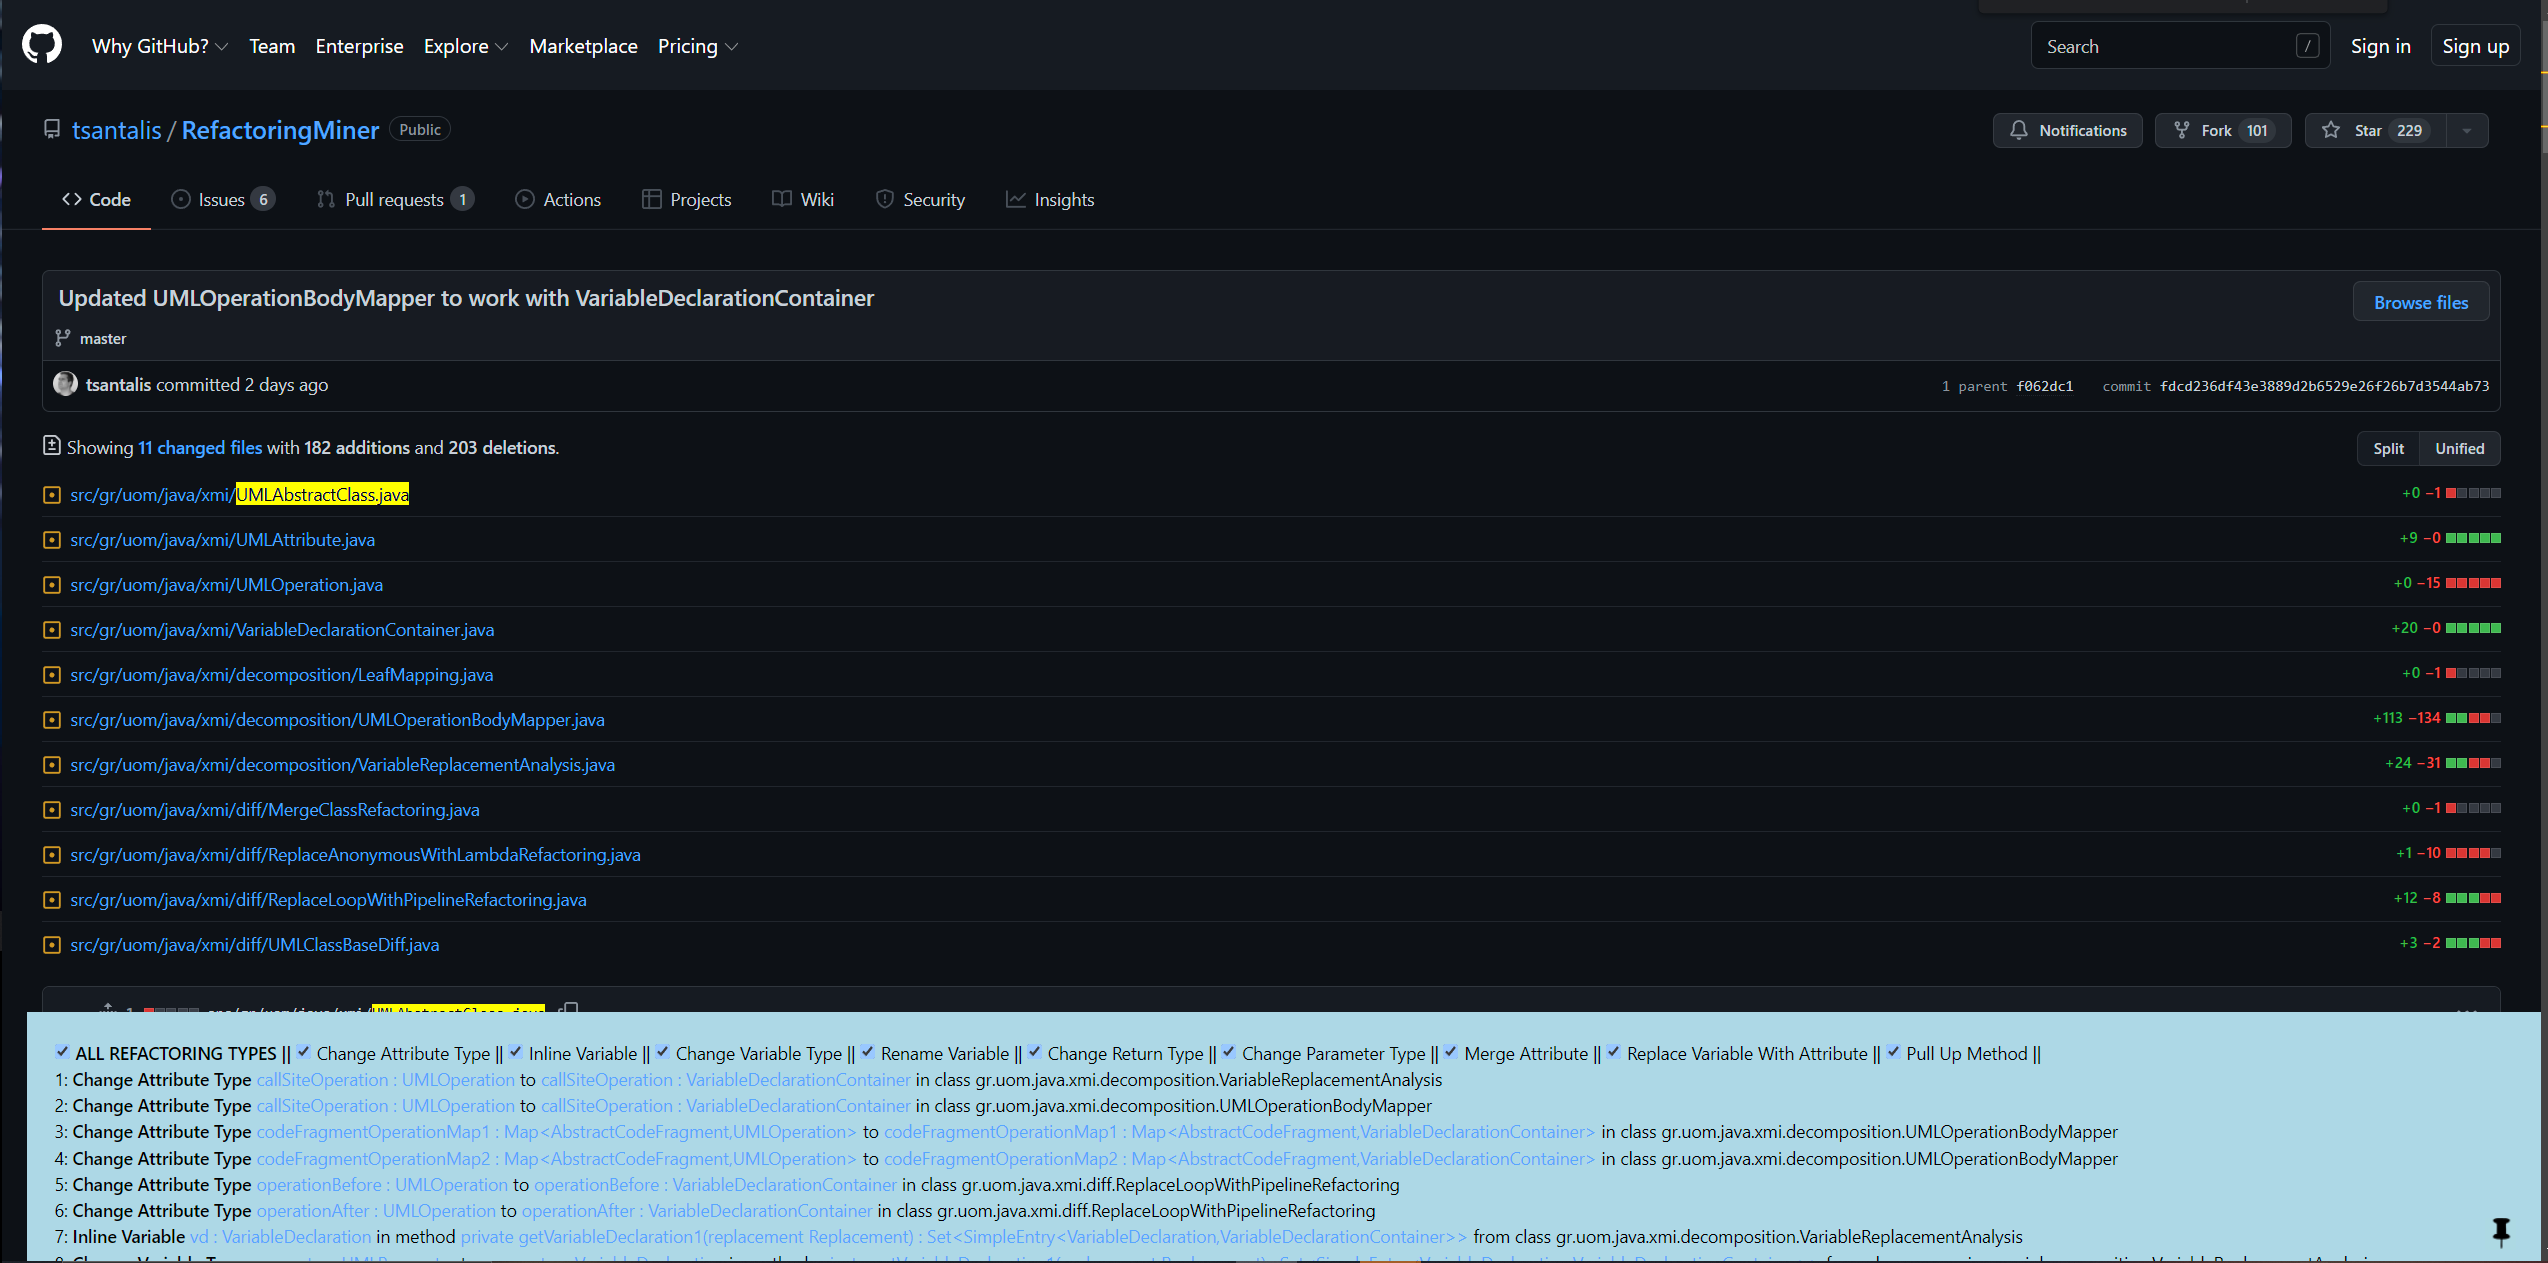 Why GitHub? Team Enterprise Explore Marketplace Pricing Search / Sign in Sign up
tsantalis / RefactoringMiner Public Notifications Fork 101 Star 229
Code Issues 6 Pull requests 1 Actions Projects Wiki Security Insights
Updated UMLOperationBodyMapper to work with VariableDeclarationContainer Browse files
master
tsantalis committed 2 days ago 1 parent f062dc1 commit fdcd236df43e3889d2b6529e26f26b7d3544ab73
Showing 11 changed files with 182 additions and 203 deletions. Split Unified
src/gr/uom/java/xmi/UMLAbstractClass.java +0 −1
src/gr/uom/java/xmi/UMLAttribute.java +9 −0
src/gr/uom/java/xmi/UMLOperation.java +0 −15
src/gr/uom/java/xmi/VariableDeclarationContainer.java +20 −0
src/gr/uom/java/xmi/decomposition/LeafMapping.java +0 −1
src/gr/uom/java/xmi/decomposition/UMLOperationBodyMapper.java +113 −134
src/gr/uom/java/xmi/decomposition/VariableReplacementAnalysis.java +24 −31
src/gr/uom/java/xmi/diff/MergeClassRefactoring.java +0 −1
src/gr/uom/java/xmi/diff/ReplaceAnonymousWithLambdaRefactoring.java +1 −10
src/gr/uom/java/xmi/diff/ReplaceLoopWithPipelineRefactoring.java +12 −8
src/gr/uom/java/xmi/diff/UMLClassBaseDiff.java +3 −2
ALL REFACTORING TYPES || Change Attribute Type || Inline Variable || Change Variable Type || Rename Variable || Change Return Type || Change Parameter Type || Merge Attribute || Replace Variable With Attribute || Pull Up Method ||
1: Change Attribute Type callSiteOperation : UMLOperation to callSiteOperation : VariableDeclarationContainer in class gr.uom.java.xmi.decomposition.VariableReplacementAnalysis
2: Change Attribute Type callSiteOperation : UMLOperation to callSiteOperation : VariableDeclarationContainer in class gr.uom.java.xmi.decomposition.UMLOperationBodyMapper
3: Change Attribute Type codeFragmentOperationMap1 : Map<AbstractCodeFragment,UMLOperation> to codeFragmentOperationMap1 : Map<AbstractCodeFragment,VariableDeclarationContainer> in class gr.uom.java.xmi.decomposition.UMLOperationBodyMapper
4: Change Attribute Type codeFragmentOperationMap2 : Map<AbstractCodeFragment,UMLOperation> to codeFragmentOperationMap2 : Map<AbstractCodeFragment,VariableDeclarationContainer> in class gr.uom.java.xmi.decomposition.UMLOperationBodyMapper
5: Change Attribute Type operationBefore : UMLOperation to operationBefore : VariableDeclarationContainer in class gr.uom.java.xmi.diff.ReplaceLoopWithPipelineRefactoring
6: Change Attribute Type operationAfter : UMLOperation to operationAfter : VariableDeclarationContainer in class gr.uom.java.xmi.diff.ReplaceLoopWithPipelineRefactoring
7: Inline Variable vd : VariableDeclaration in method private getVariableDeclaration1(replacement Replacement) : Set<SimpleEntry<VariableDeclaration,VariableDeclarationContainer>> from class gr.uom.java.xmi.decomposition.VariableReplacementAnalysis